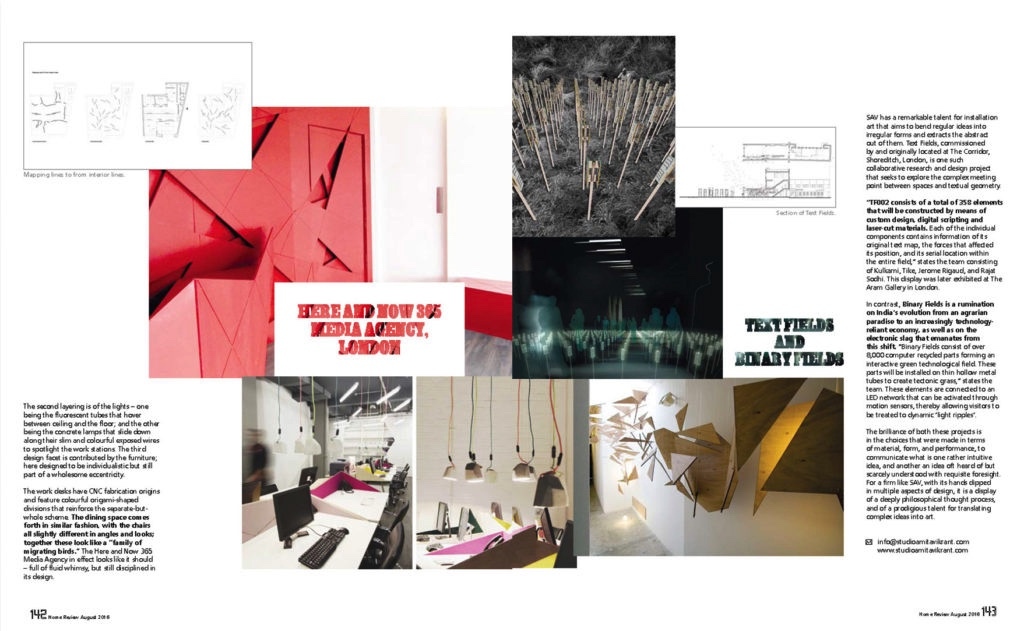 Mapping lines to from interior lines.
HERE AND NOW 365
MEDIA AGENCY,
LONDON
The second layering is of the lights – one
being the fluorescent tubes that hover
between ceiling and the floor; and the other
being the concrete lamps that slide down
along their slim and colourful exposed wires
to spotlight the work stations. The third
design facet is contributed by the furniture;
here designed to be individualistic but still
part of a wholesome eccentricity.
The work desks have CNC fabrication origins
and feature colourful origami-shaped
divisions that reinforce the separate-but-
whole scheme. The dining space comes
forth in similar fashion, with the chairs
all slightly different in angles and looks;
together these look like a "family of
migrating birds." The Here and Now 365
Media Agency in effect looks like it should
– full of fluid whimsy, but still disciplined in
its design.
142 Home Review August 2016
Section of Text Fields.
TEXT FIELDS
AND
BINARY FIELDS
SAV has a remarkable talent for installation
art that aims to bend regular ideas into
irregular forms and extracts the abstract
out of them. Text Fields, commissioned
by and originally located at The Corridor,
Shoreditch, London, is one such
collaborative research and design project
that seeks to explore the complex meeting
point between spaces and textual geometry.
"TF002 consists of a total of 358 elements
that will be constructed by means of
custom design, digital scripting and
laser-cut materials. Each of the individual
components contains information of its
original text map, the forces that affected
its position, and its serial location within
the entire field," states the team consisting
of Kulkarni, Tike, Jerome Rigaud, and Rajat
Sodhi. This display was later exhibited at The
Aram Gallery in London.
In contrast, Binary Fields is a rumination
on India's evolution from an agrarian
paradise to an increasingly technology-
reliant economy, as well as on the
electronic slag that emanates from
this shift. "Binary Fields consist of over
8,000 computer recycled parts forming an
interactive green technological field. These
parts will be installed on thin hollow metal
tubes to create tectonic grass," states the
team. These elements are connected to an
LED network that can be activated through
motion sensors, thereby allowing visitors to
be treated to dynamic "light ripples".
The brilliance of both these projects is
in the choices that were made in terms
of material, form, and performance, to
communicate what is one rather intuitive
idea, and another an idea oft heard of but
scarcely understood with requisite foresight.
For a firm like SAV, with its hands dipped
in multiple aspects of design, it is a display
of a deeply philosophical thought process,
and of a prodigious talent for translating
complex ideas into art.
info@studioamitavikrant.com
www.studioamitavikrant.com
Home Review August 2016 143